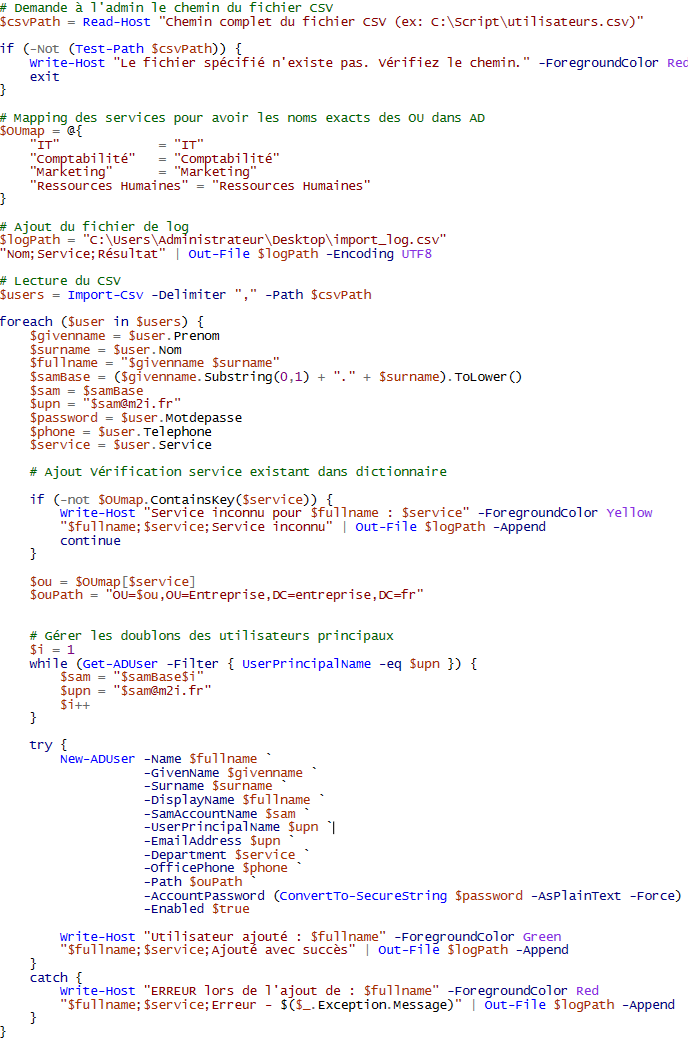 # Demande à l'admin le chemin du fichier CSV
$csvPath = Read-Host "Chemin complet du fichier CSV (ex: C:\Script\utilisateurs.csv)"
if (-Not (Test-Path $csvPath)) {
Write-Host "Le fichier spécifié n'existe pas. Vérifiez le chemin." -ForegroundColor Red
exit
}
# Mapping des services pour avoir les noms exacts des OU dans AD
$OUmap = @{
"IT" = "IT"
"Comptabilité" = "Comptabilité"
"Marketing" = "Marketing"
"Ressources Humaines" = "Ressources Humaines"
}
# Ajout du fichier de log
$logPath = "C:\Users\Administrateur\Desktop\import_log.csv"
"Nom;Service;Résultat" | Out-File $logPath -Encoding UTF8
# Lecture du CSV
$users = Import-Csv -Delimiter "," -Path $csvPath
foreach ($user in $users) {
$givenname = $user.Prenom
$surname = $user.Nom
$fullname = "$givenname $surname"
$samBase = ($givenname.Substring(0,1) + "." + $surname).ToLower()
$sam = $samBase
$upn = "$sam@m2i.fr"
$password = $user.Motdepasse
$phone = $user.Telephone
$service = $user.Service
# Ajout Vérification service existant dans dictionnaire
if (-not $OUmap.ContainsKey($service)) {
Write-Host "Service inconnu pour $fullname : $service" -ForegroundColor Yellow
"$fullname;$service;Service inconnu" | Out-File $logPath -Append
continue
}
$ou = $OUmap[$service]
$ouPath = "OU=$ou,OU=Entreprise,DC=entreprise,DC=fr"
# Gérer les doublons des utilisateurs principaux
$i = 1
while (Get-ADUser -Filter { UserPrincipalName -eq $upn }) {
$sam = "$samBase$i"
$upn = "$sam@m2i.fr"
$i++
}
try {
New-ADUser -Name $fullname `
-GivenName $givenname `
-Surname $surname `
-DisplayName $fullname `
-SamAccountName $sam `
-UserPrincipalName $upn `
-EmailAddress $upn `
-Department $service `
-OfficePhone $phone `
-Path $ouPath `
-AccountPassword (ConvertTo-SecureString $password -AsPlainText -Force) `
-Enabled $true
Write-Host "Utilisateur ajouté : $fullname" -ForegroundColor Green
"$fullname;$service;Ajouté avec succès" | Out-File $logPath -Append
}
catch {
Write-Host "ERREUR lors de l'ajout de : $fullname" -ForegroundColor Red
"$fullname;$service;Erreur - $($_.Exception.Message)" | Out-File $logPath -Append
}
}